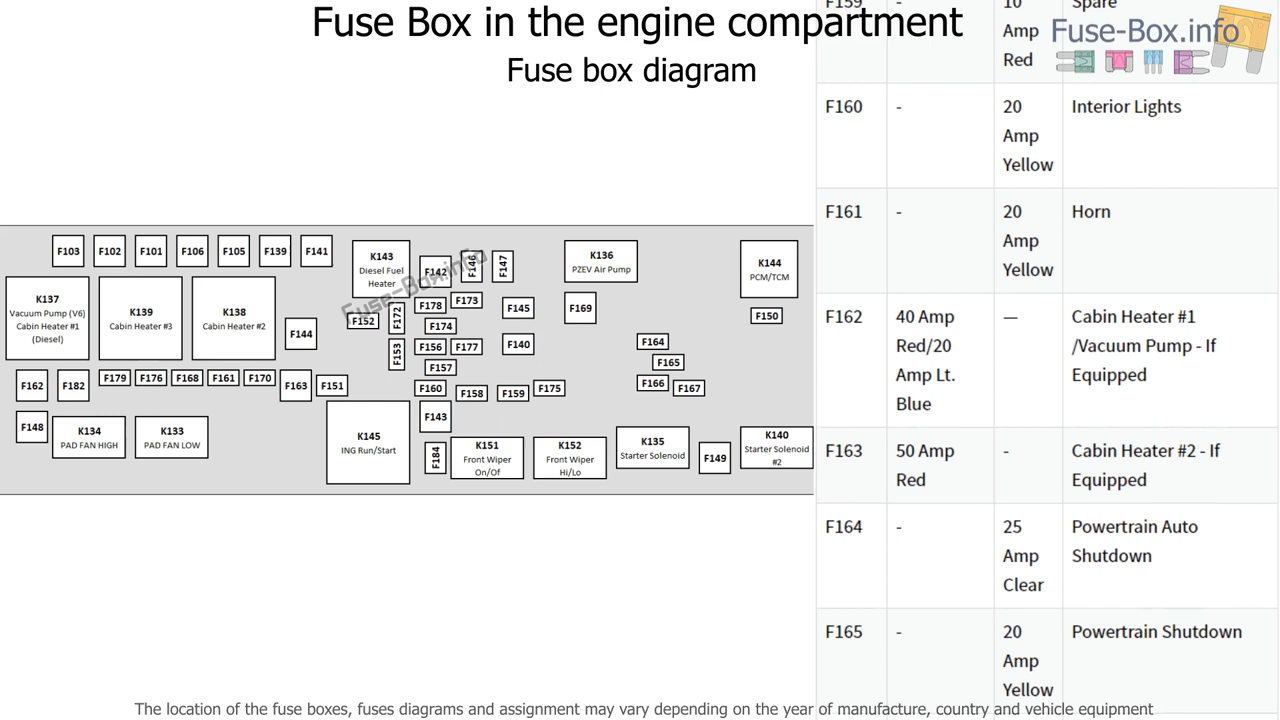 Fuse Box in the engine compartment
Fuse box diagram
Fuse-Box.info
F103 F102 F101 F106 F105 F139 F141
K143
Diesel Fuel
Heater
F142 F146 F147
K136
PZEV Air Pump
K144
PCM/TCM
K137
Vacuum Pump (V6)
Cabin Heater #1
(Diesel)
K139
Cabin Heater #3
K138
Cabin Heater #2
F144
Fuse-Box.info
F152 F172 F178 F173 F145 F169 F150
F174
F153 F156 F177 F140 F164
F157 F165
F162 F182 F179 F176 F168 F161 F170 F163 F151 F160 F158 F159 F175 F166 F167
F148
K134
PAD FAN HIGH
K133
PAD FAN LOW
K145
ING Run/Start
F143
F184
K151
Front Wiper
On/Of
K152
Front Wiper
Hi/Lo
K135
Starter Solenoid
F149
K140
Starter Solenoid
#2
F159 - 10 Spare
Amp
Red
F160 - 20 Interior Lights
Amp
Yellow
F161 - 20 Horn
Amp
Yellow
F162 40 Amp — Cabin Heater #1
Red/20 /Vacuum Pump - If
Amp Lt. Equipped
Blue
F163 50 Amp - Cabin Heater #2 - If
Red Equipped
F164 - 25 Powertrain Auto
Amp Shutdown
Clear
F165 - 20 Powertrain Shutdown
Amp
Yellow
The location of the fuse boxes, fuses diagrams and assignment may vary depending on the year of manufacture, country and vehicle equipment